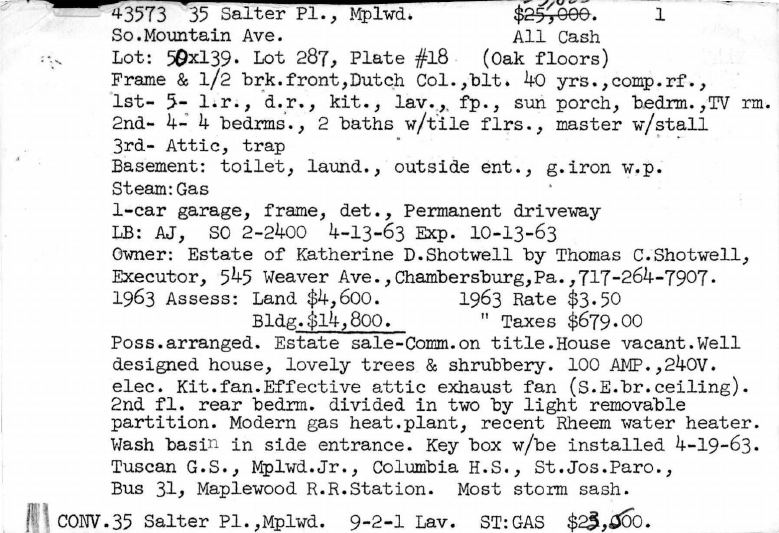 43573 35 Salter Pl., Mplwd. $25,000. 1
So.Mountain Ave. All Cash
Lot: 50x139. Lot 287, Plate #18 (Oak floors)
Frame & 1/2 brk.front,Dutch Col.,blt. 40 yrs.,comp.rf.,
1st- 5- l.r., d.r., kit., lav., fp., sun porch, bedrm.,TV rm.
2nd- 4- 4 bedrms., 2 baths w/tile flrs., master w/stall
3rd- Attic, trap
Basement: toilet, laund., outside ent., g.iron w.p.
Steam:Gas
1-car garage, frame, det., Permanent driveway
LB: AJ, SO 2-2400 4-13-63 Exp. 10-13-63
Owner: Estate of Katherine D.Shotwell by Thomas C.Shotwell,
Executor, 545 Weaver Ave.,Chambersburg,Pa.,717-264-7907.
1963 Assess: Land $4,600. 1963 Rate $3.50
Bldg.$14,800. " Taxes $679.00
Poss.arranged. Estate sale-Comm.on title.House vacant.Well
designed house, lovely trees & shrubbery. 100 AMP.,240V.
elec. Kit.fan.Effective attic exhaust fan (S.E.br.ceiling).
2nd fl. rear bedrm. divided in two by light removable
partition. Modern gas heat.plant, recent Rheem water heater.
Wash basin in side entrance. Key box w/be installed 4-19-63.
Tuscan G.S., Mplwd.Jr., Columbia H.S., St.Jos.Paro.,
Bus 31, Maplewood R.R.Station. Most storm sash.
CONV.35 Salter Pl.,Mplwd. 9-2-1 Lav. ST:GAS $23,500.